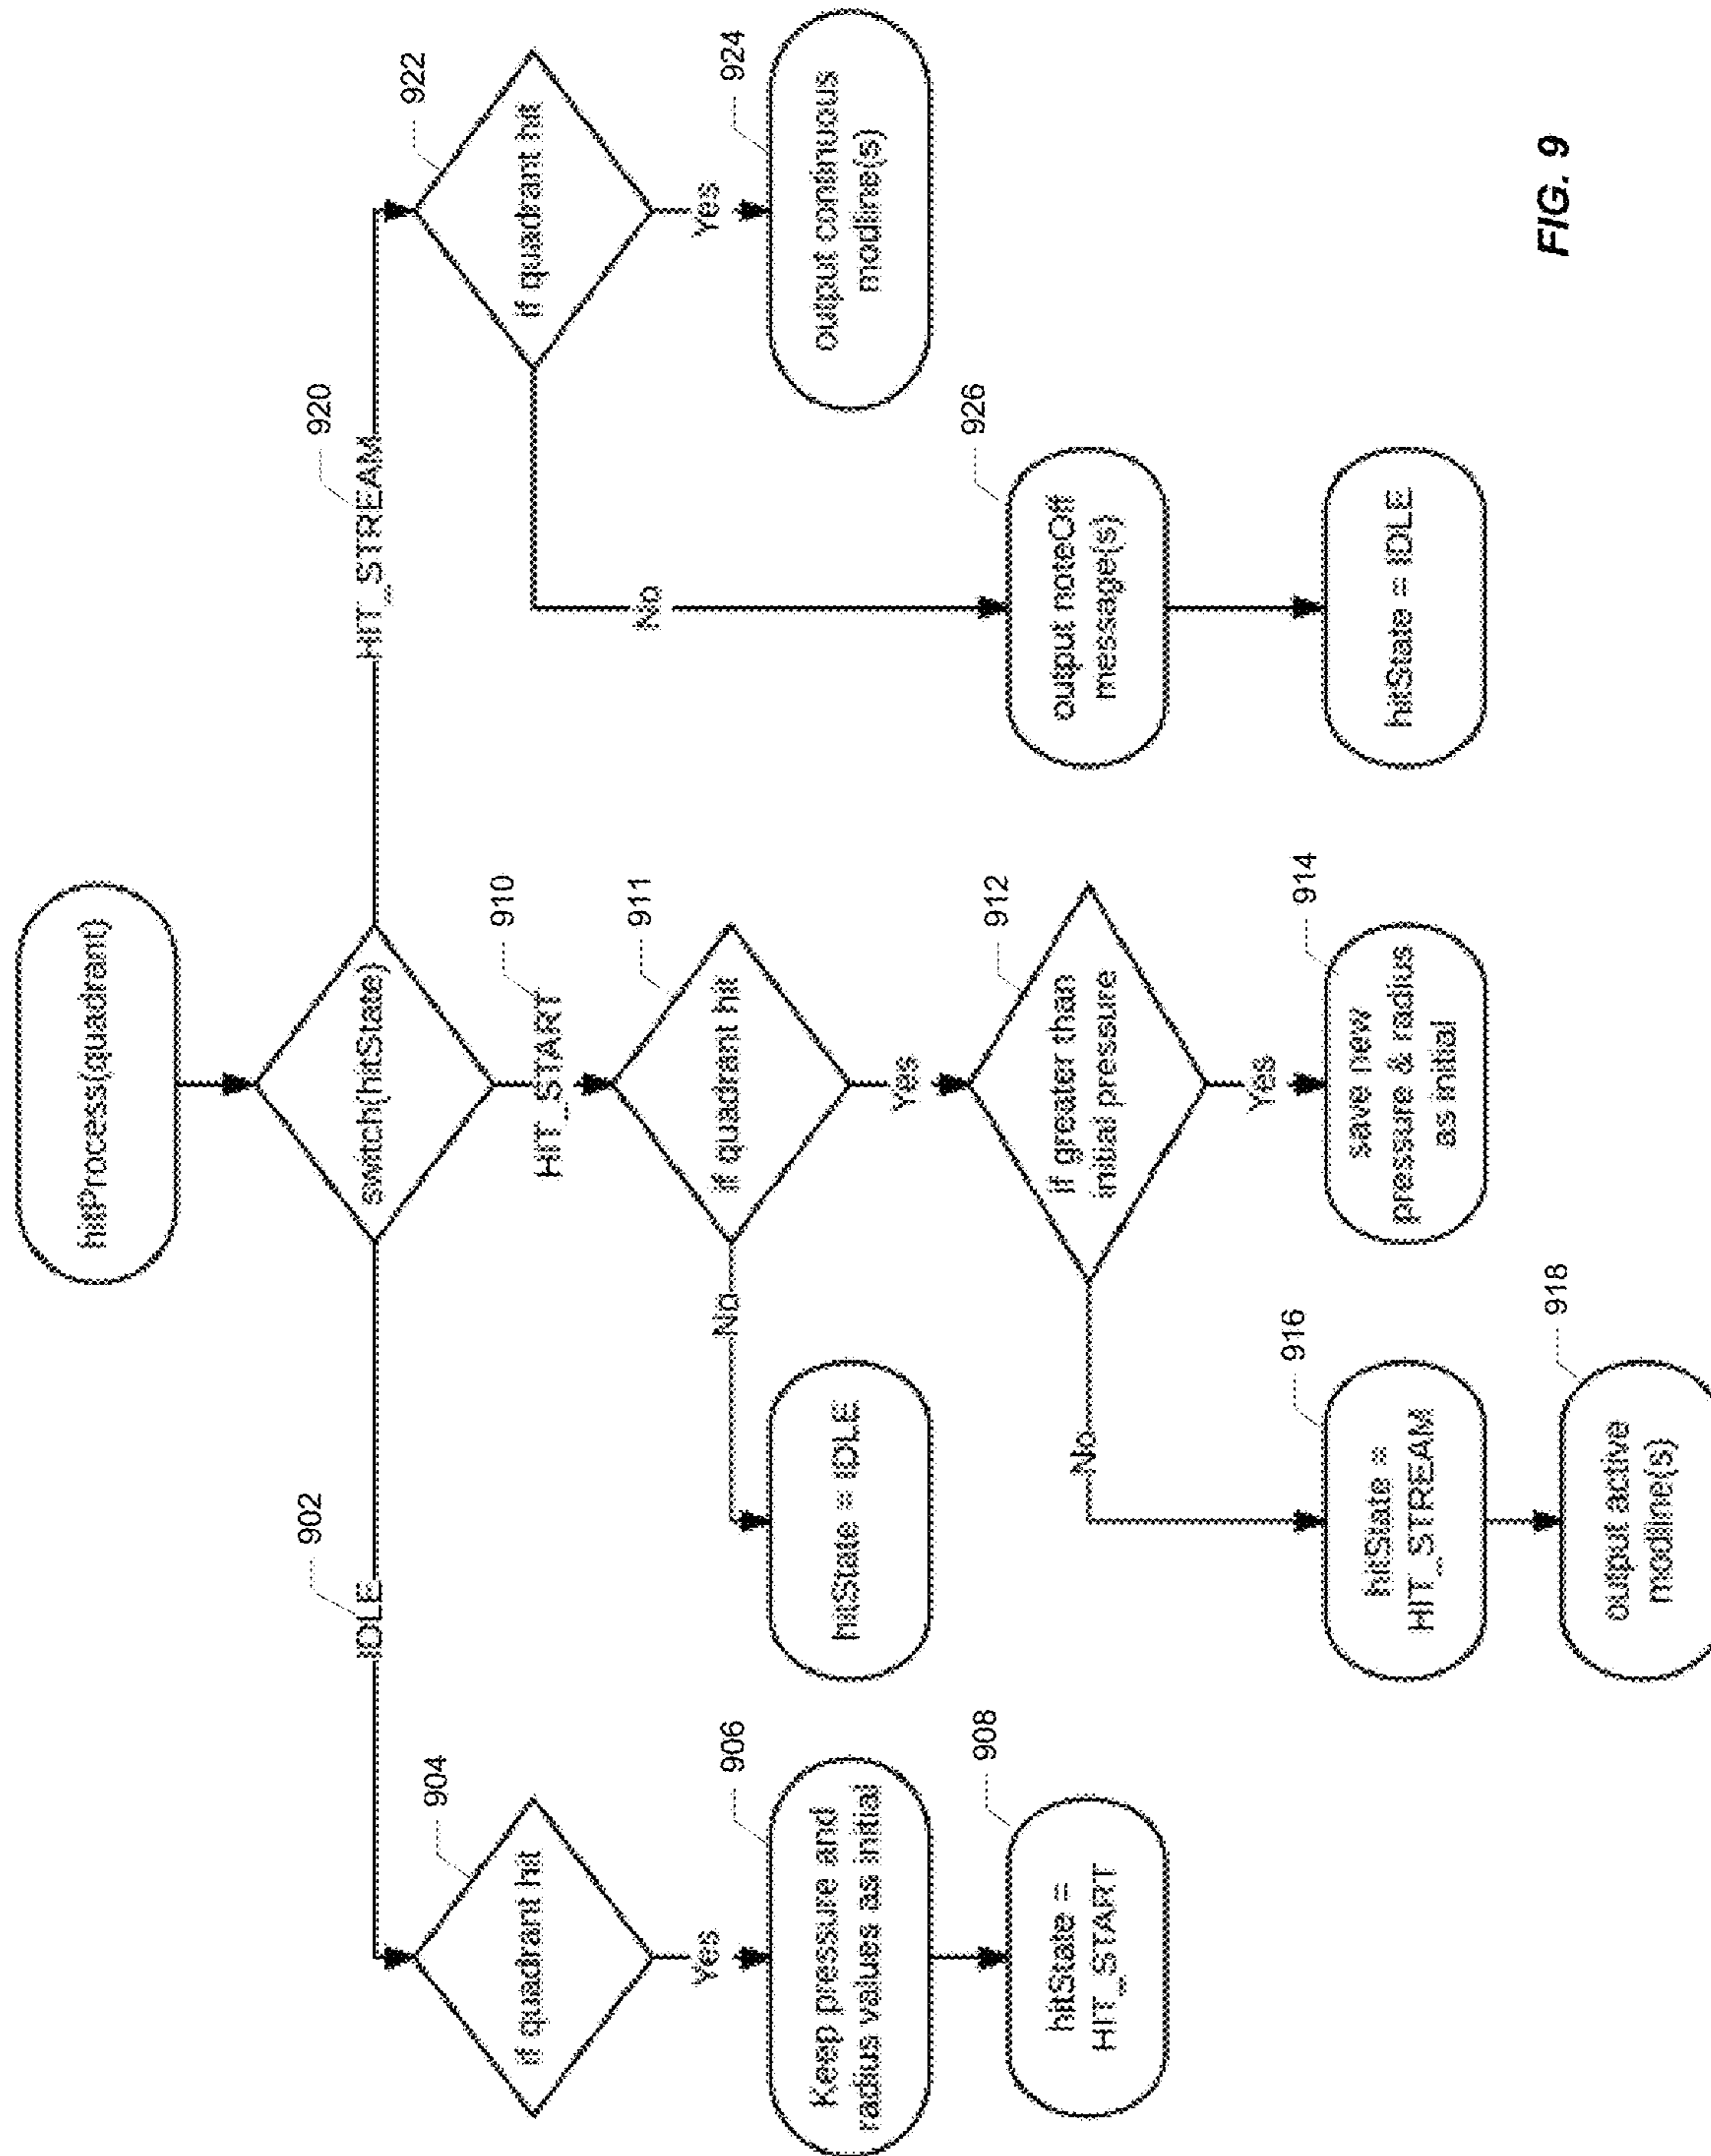 hitProcess(quadrant)
switch(hitState)
902
IDLE
904
if quadrant hit
Yes
906
Keep pressure and
radius values as initial
908
hitState =
HIT_START
910
HIT_START
911
if quadrant hit
No
hitState = IDLE
Yes
912
if greater than
initial pressure
Yes
914
save new
pressure & radius
as initial
No
916
hitState =
HIT_STREAM
918
output active
modline(s)
920
HIT_STREAM
922
if quadrant hit
Yes
924
output continuous
modline(s)
No
926
output noteOff
message(s)
hitState = IDLE
FIG. 9